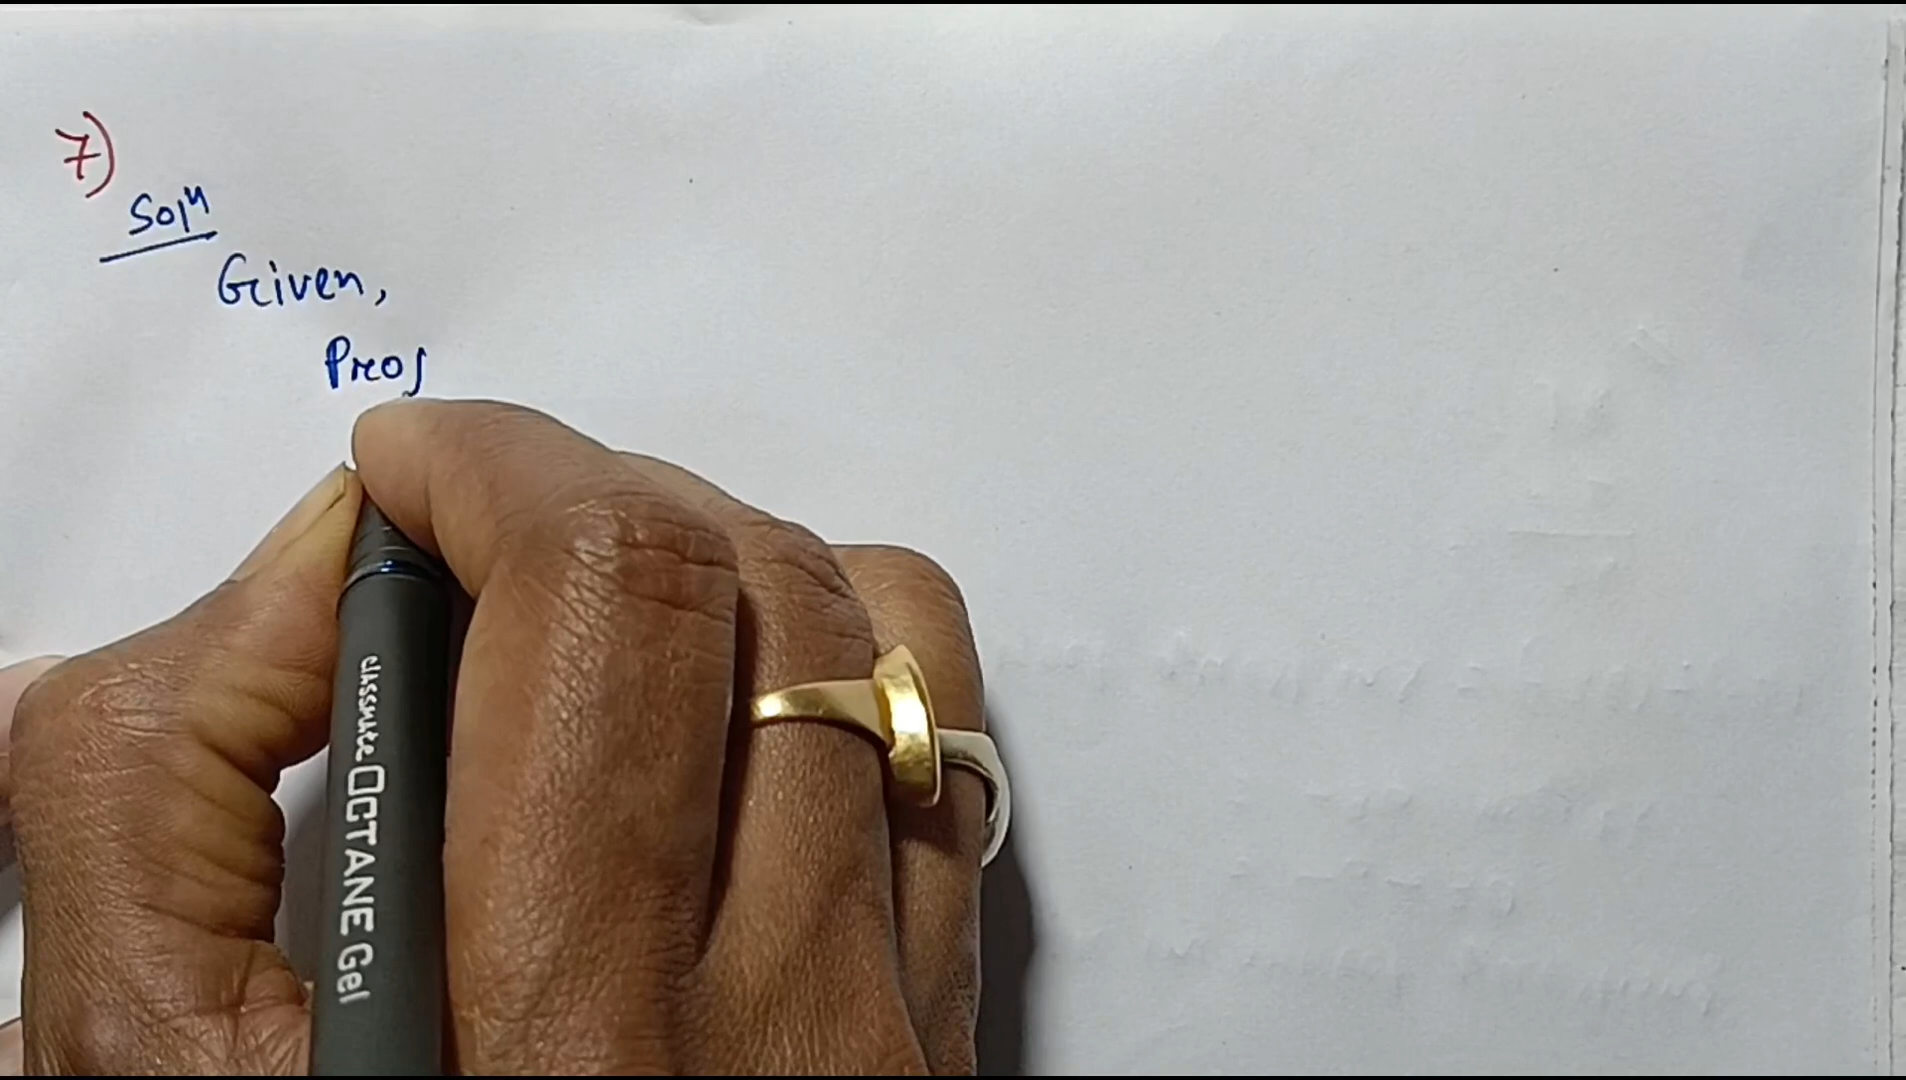 7)
Solⁿ
Given,
Prof
classmate OCTANE Gel